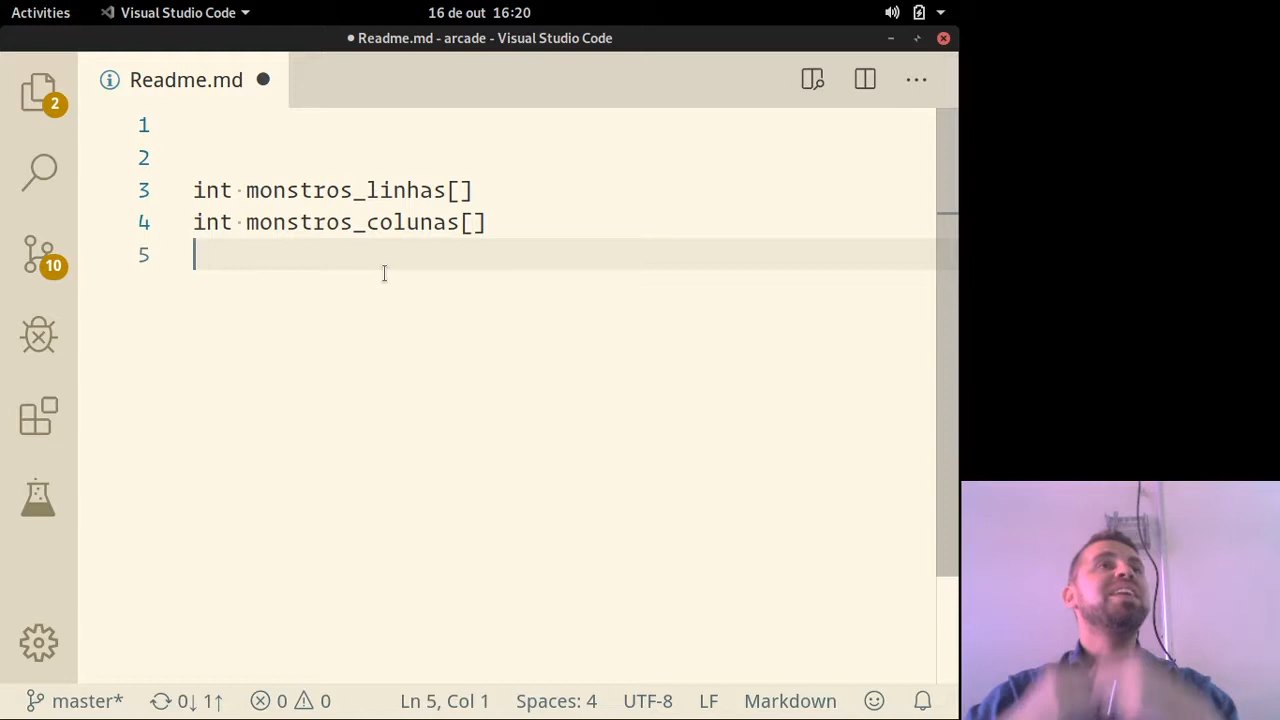 Activities
Visual Studio Code
16 de out 16:20
● Readme.md - arcade - Visual Studio Code
Readme.md
2
10
1
2
3 int monstros_linhas[]
4 int monstros_colunas[]
5
master* 0↓ 1↑ 0 0 Ln 5, Col 1 Spaces: 4 UTF-8 LF Markdown